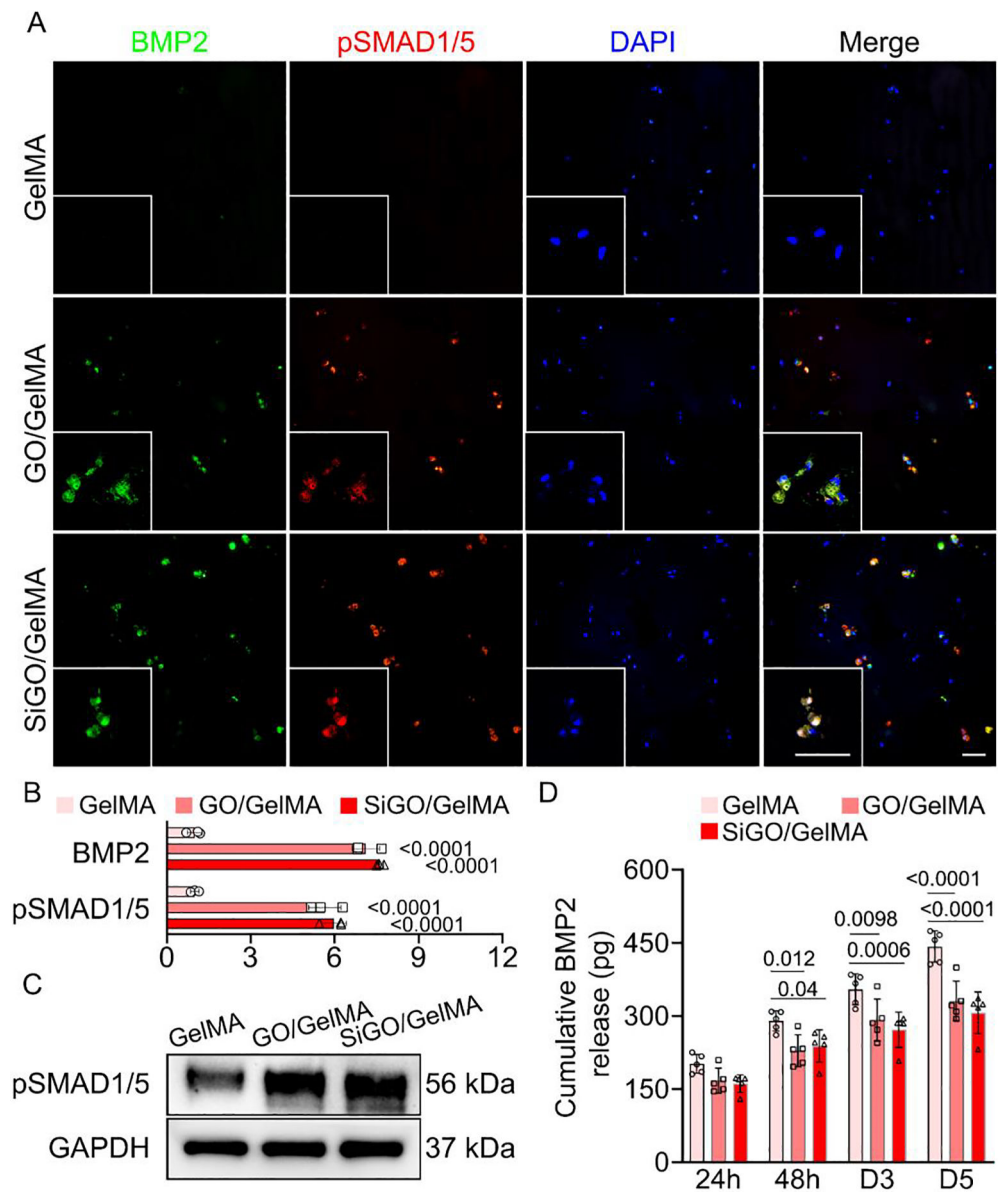 A
BMP2 pSMAD1/5 DAPI Merge
GelMA
GO/GelMA
SiGO/GelMA
B
GelMA GO/GelMA SiGO/GelMA
BMP2
<0.0001
<0.0001
pSMAD1/5
<0.0001
<0.0001
0 3 6 9 12
C
GelMA GO/GelMA SiGO/GelMA
pSMAD1/5 56 kDa
GAPDH 37 kDa
D
GelMA GO/GelMA
SiGO/GelMA
Cumulative BMP2
release (pg)
600
450
300
150
0
0.012
0.04
0.0098
0.0006
<0.0001
<0.0001
24h 48h D3 D5